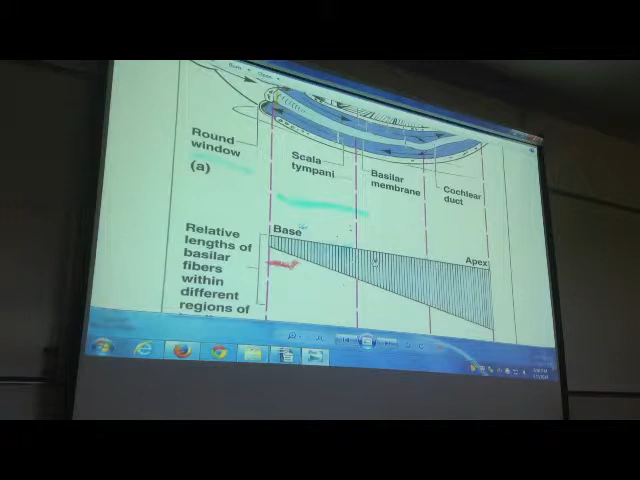 Round
window
(a)
Scala
tympani
Basilar
membrane
Cochlear
duct
Relative
lengths of
basilar
fibers
within
different
regions of
Base
Apex